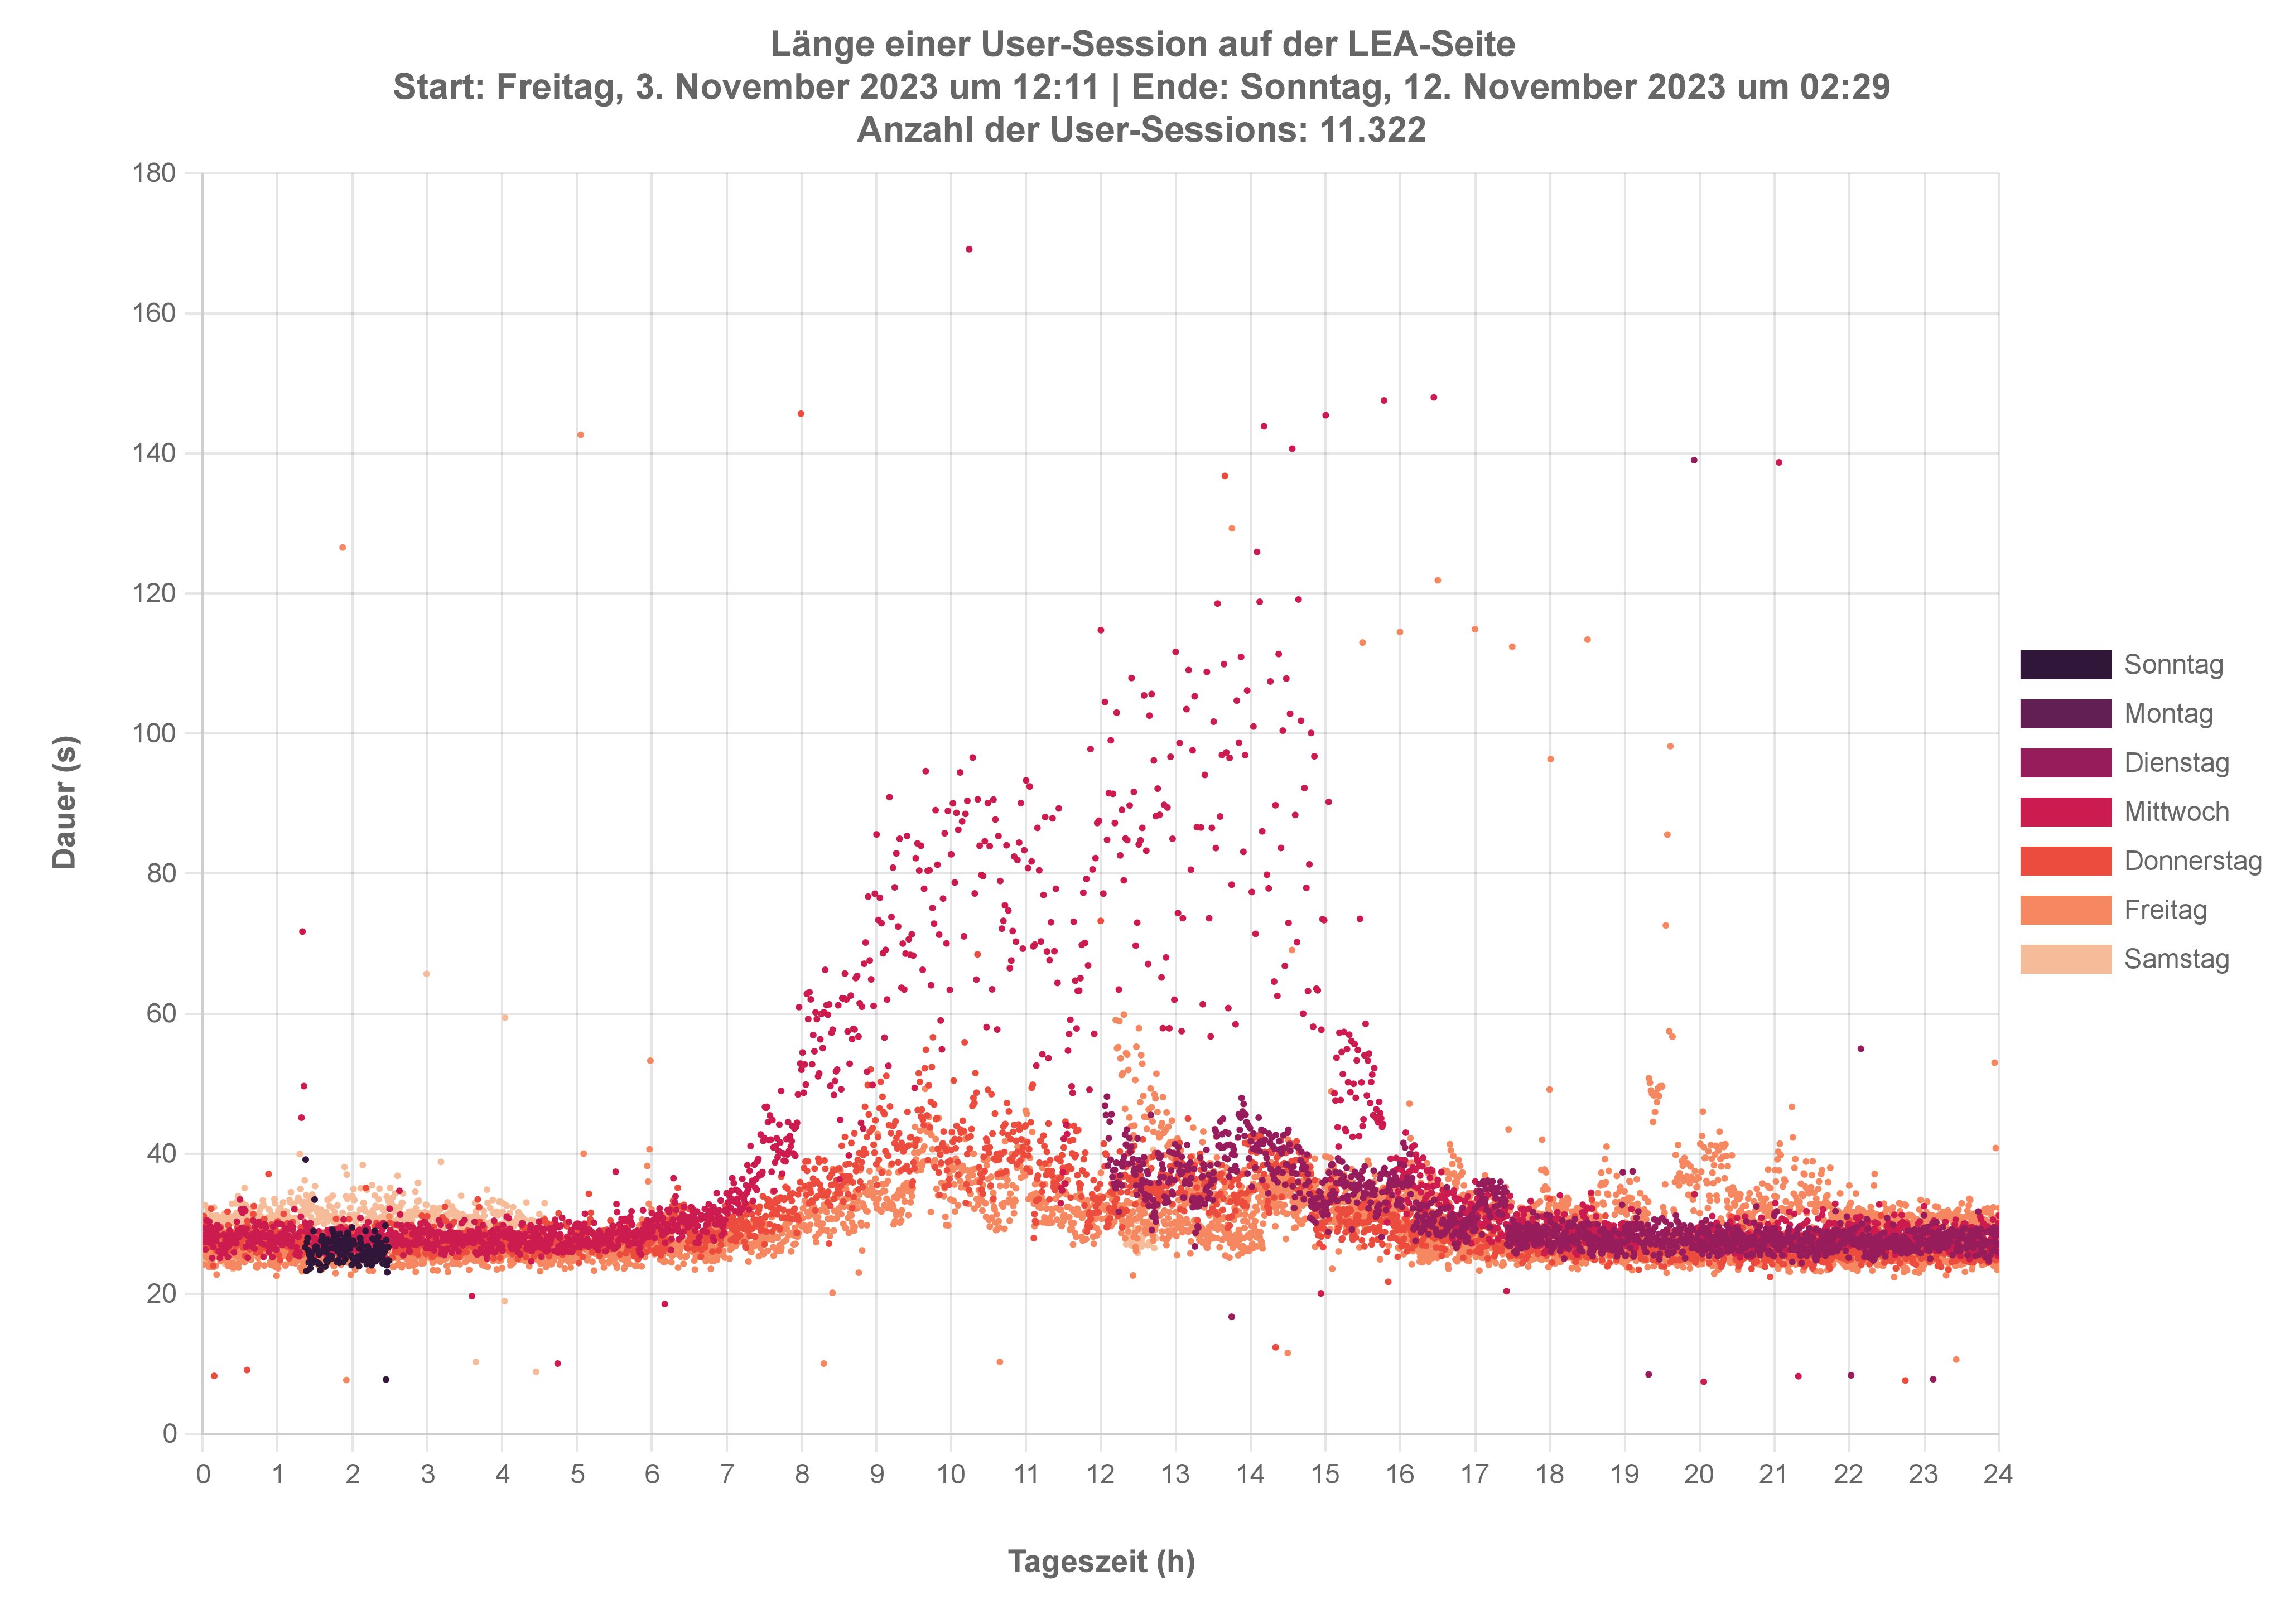 Länge einer User-Session auf der LEA-Seite
Start: Freitag, 3. November 2023 um 12:11 | Ende: Sonntag, 12. November 2023 um 02:29
Anzahl der User-Sessions: 11.322
180
160
140
120
100
80
60
40
20
0
Dauer (s)
0 1 2 3 4 5 6 7 8 9 10 11 12 13 14 15 16 17 18 19 20 21 22 23 24
Tageszeit (h)
Sonntag
Montag
Dienstag
Mittwoch
Donnerstag
Freitag
Samstag